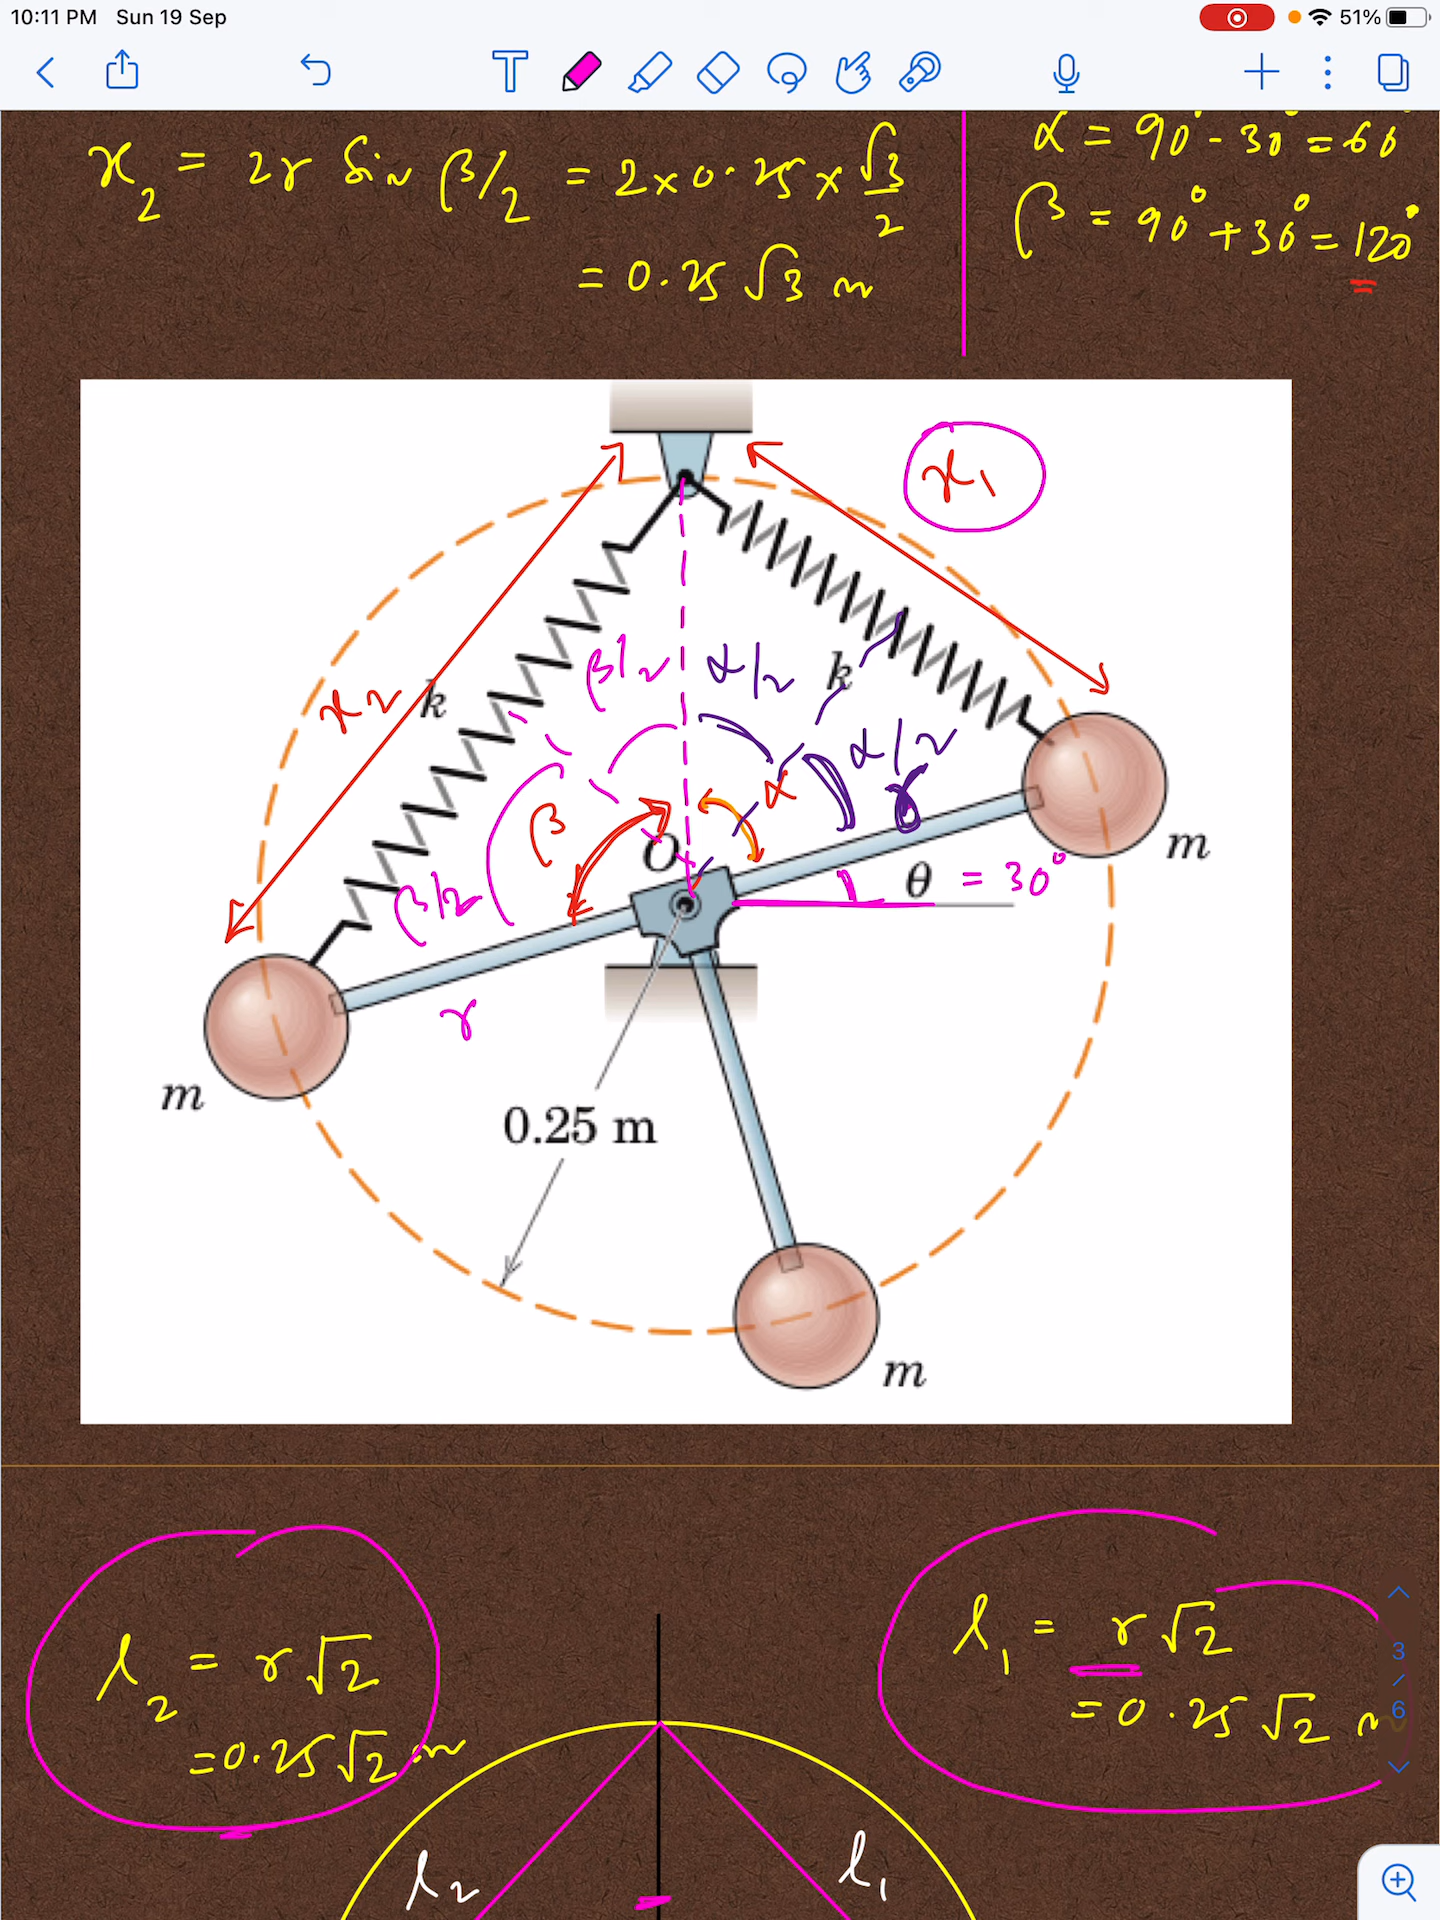 10:11 PM Sun 19 Sep
51%
x₂ = 2r Sin β/2 = 2×0.25×√3/2
= 0.25 √3 m
α = 90° - 30° = 60°
β = 90° + 30° = 120°
x₁
x₂
k
β/2
α/2
k
α/2
β
α
r
O
m
β/2
θ = 30°
r
m
0.25 m
m
l₂ = r√2
= 0.25√2 m
l₁ = r√2
= 0.25√2 m
3
/
6
l₂
l₁